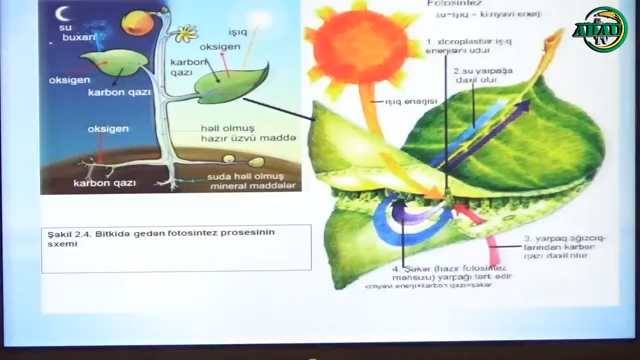 su
buxarı
işıq
oksigen
karbon
qazı
oksigen
karbon qazı
oksigen
həll olmuş
hazır üzvü maddə
karbon qazı
suda həll olmuş
mineral maddələr
Şəkil 2.4. Bitkidə gedən fotosintez prosesinin
sxemi
Fotosintez
su+işıq = kimyəvi enerji
1. xloroplastlar işıq
enerjisini udur
2.su yarpağa
daxil olur
işıq enerjisi
3. yarpaq ağızcıq-
larından karbon
qazı daxil olur
4. Şəkər (hazır fotosintez
məhsulu) yarpağı tərk edir
kimyəvi enerji+karbon qazı=şəkər
ADAU
TV